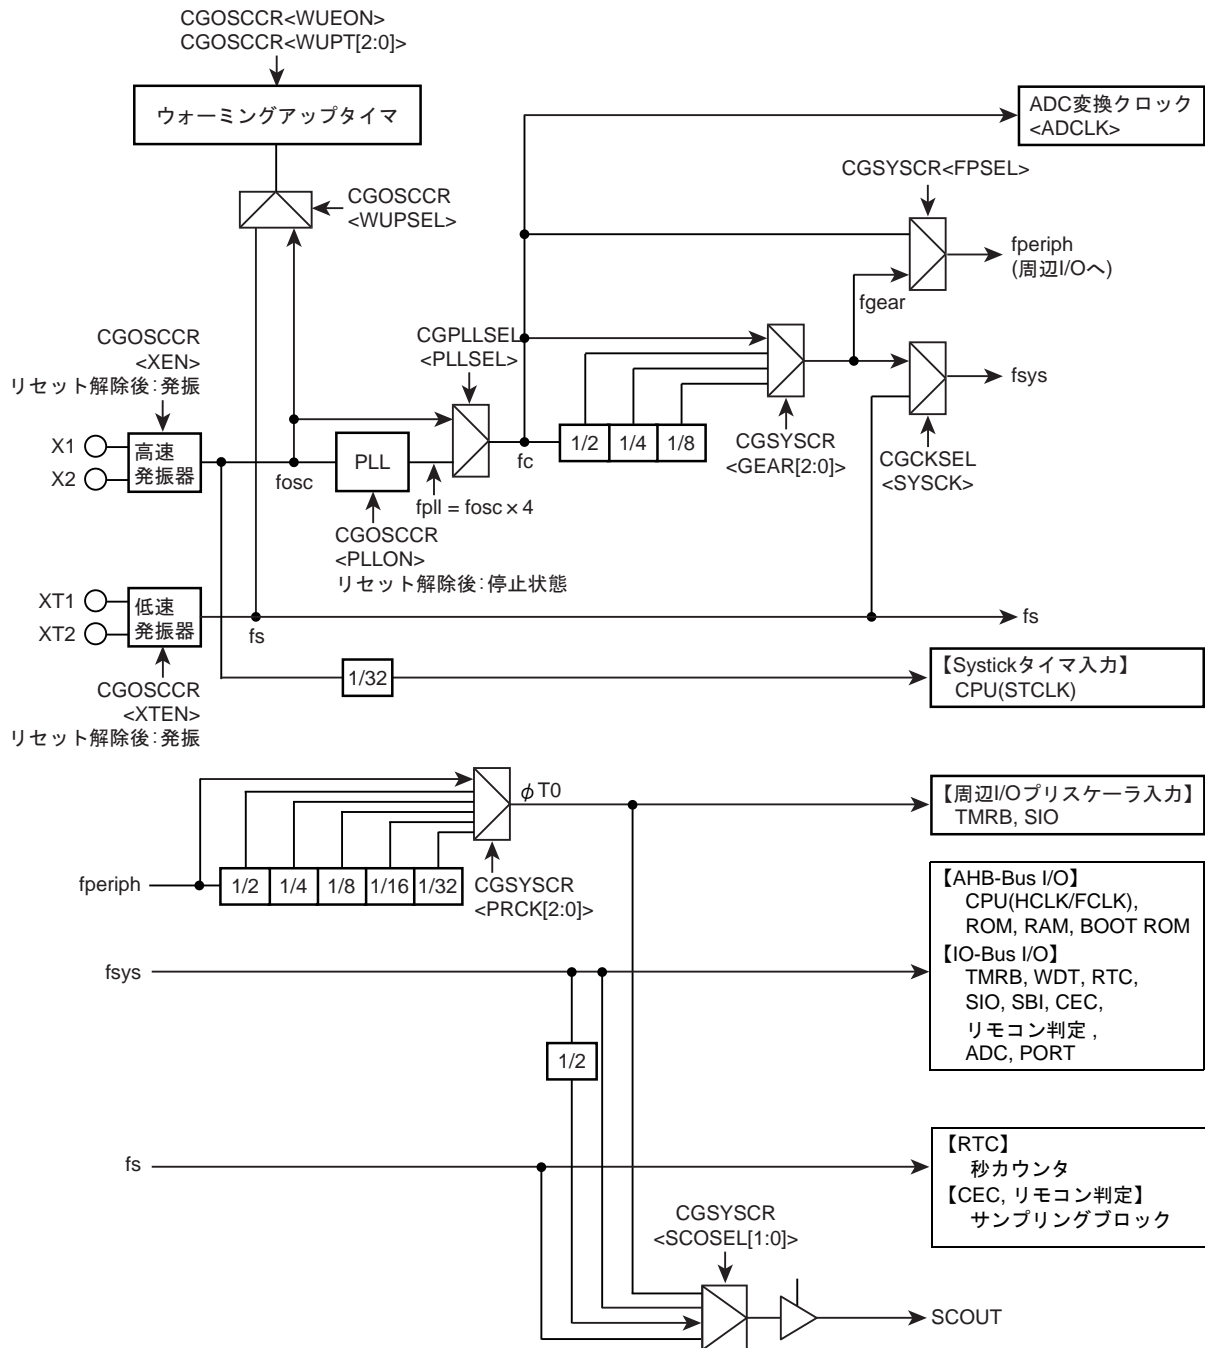 CGOSCCR<WUEON>
CGOSCCR<WUPT[2:0]>
ウォーミングアップタイマ
ADC変換クロック
<ADCLK>
CGSYSCR<FPSEL>
CGOSCCR
<WUPSEL>
fperiph
(周辺I/Oへ)
fgear
CGOSCCR
<XEN>
リセット解除後:発振
CGPLLSEL
<PLLSEL>
fsys
X1
X2
高速
発振器
fosc
PLL
fpll = fosc × 4
fc
1/2
1/4
1/8
CGSYSCR
<GEAR[2:0]>
CGCKSEL
<SYSCK>
CGOSCCR
<PLLON>
リセット解除後:停止状態
XT1
XT2
低速
発振器
fs
fs
1/32
【Systickタイマ入力】
CPU(STCLK)
CGOSCCR
<XTEN>
リセット解除後:発振
φT0
【周辺I/Oプリスケーラ入力】
TMRB, SIO
fperiph
1/2
1/4
1/8
1/16
1/32
CGSYSCR
<PRCK[2:0]>
【AHB-Bus I/O】
CPU(HCLK/FCLK),
ROM, RAM, BOOT ROM
【IO-Bus I/O】
TMRB, WDT, RTC,
SIO, SBI, CEC,
リモコン判定 ,
ADC, PORT
fsys
1/2
fs
【RTC】
秒カウンタ
【CEC, リモコン判定】
サンプリングブロック
CGSYSCR
<SCOSEL[1:0]>
SCOUT